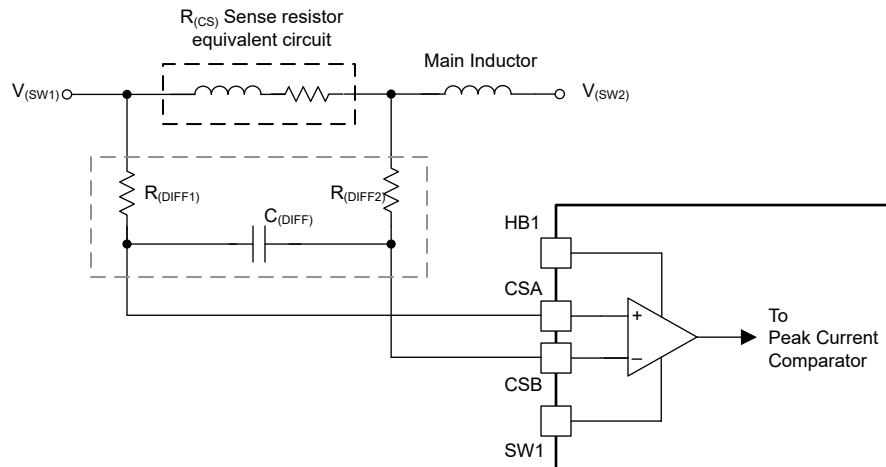 R(CS) Sense resistor
equivalent circuit
Main Inductor
V(SW1)
V(SW2)
R(DIFF1)
R(DIFF2)
C(DIFF)
HB1
CSA
+
To
Peak Current
Comparator
−
CSB
SW1